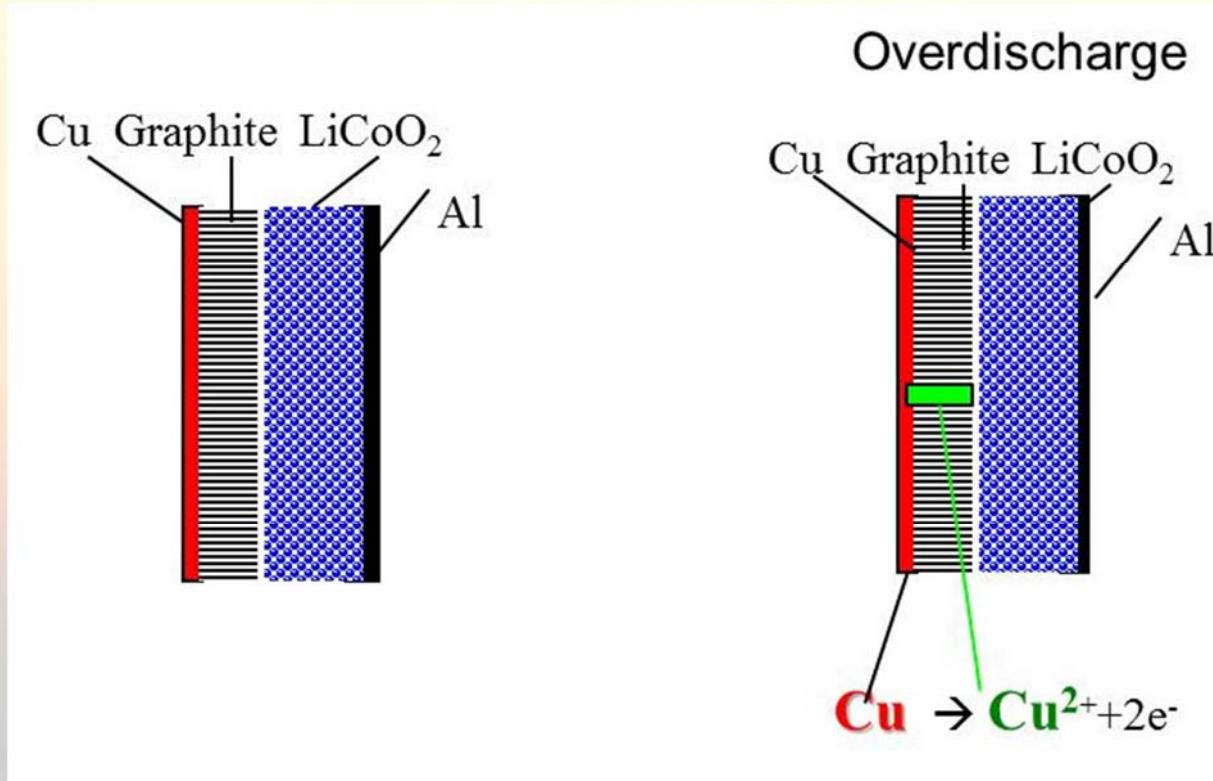 Overdischarge
Cu Graphite LiCoO₂
Al
Cu Graphite LiCoO₂
Al
Cu → Cu²⁺+2e⁻